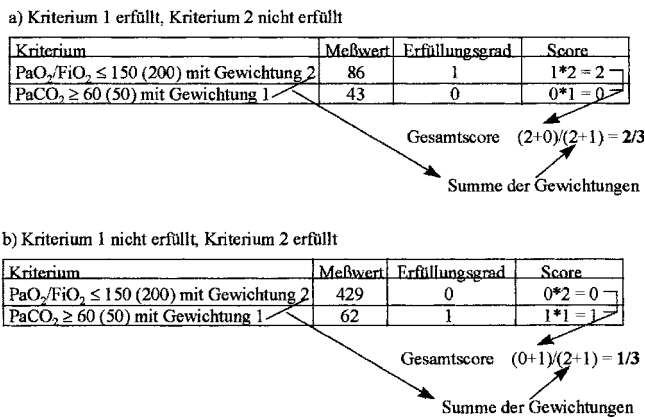 a) Kriterium 1 erfüllt, Kriterium 2 nicht erfüllt
Kriterium Meßwert Erfüllungsgrad Score
PaO₂/FiO₂ ≤ 150 (200) mit Gewichtung 2 86 1 1*2 = 2
PaCO₂ ≥ 60 (50) mit Gewichtung 1 43 0 0*1 = 0
Gesamtscore (2+0)/(2+1) = 2/3
Summe der Gewichtungen
b) Kriterium 1 nicht erfüllt, Kriterium 2 erfüllt
Kriterium Meßwert Erfüllungsgrad Score
PaO₂/FiO₂ ≤ 150 (200) mit Gewichtung 2 429 0 0*2 = 0
PaCO₂ ≥ 60 (50) mit Gewichtung 1 62 1 1*1 = 1
Gesamtscore (0+1)/(2+1) = 1/3
Summe der Gewichtungen